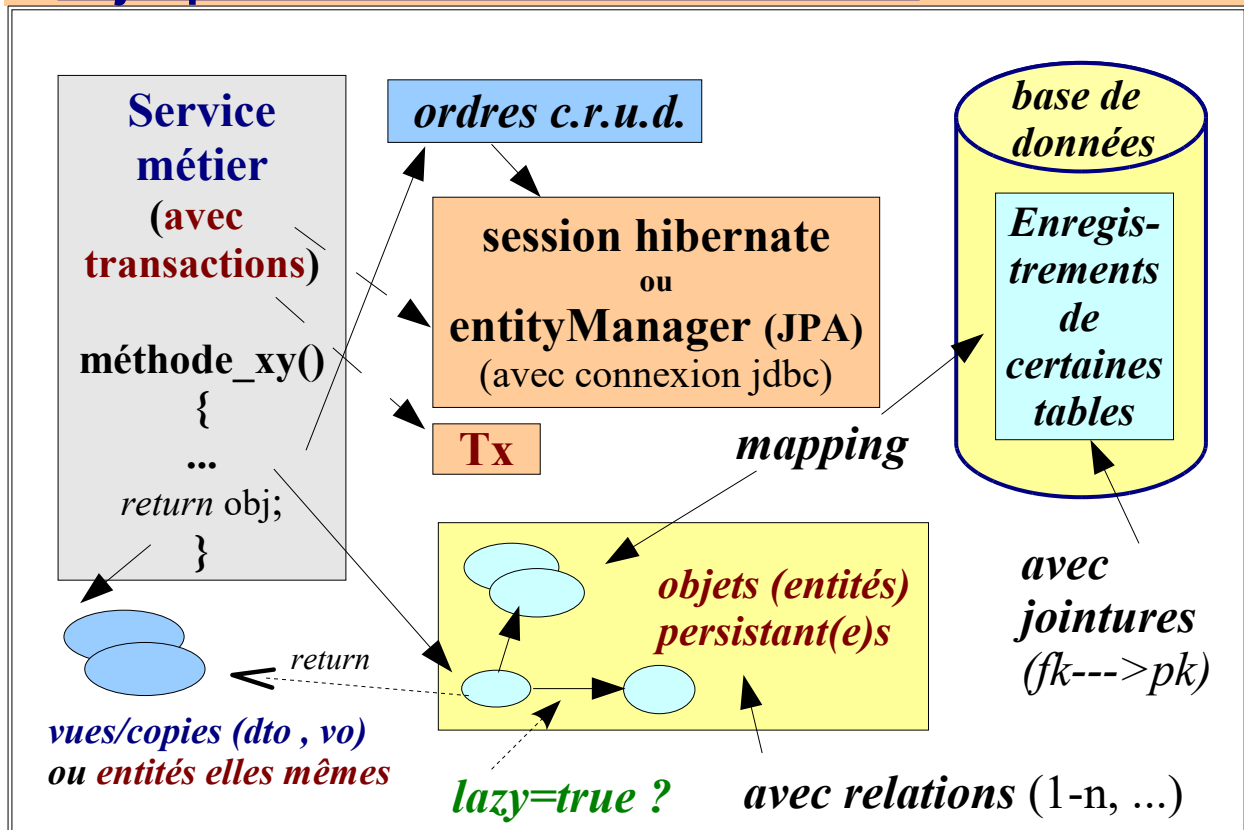 Service
métier
(avec
transactions)
méthode_xy()
{
...
return obj;
}
ordres c.r.u.d.
session hibernate
ou
entityManager (JPA)
(avec connexion jdbc)
Tx
mapping
base de
données
Enregis-
trements
de
certaines
tables
avec
jointures
(fk--->pk)
objets (entités)
persistant(e)s
return
vues/copies (dto , vo)
ou entités elles mêmes
lazy=true ?
avec relations (1-n, ...)